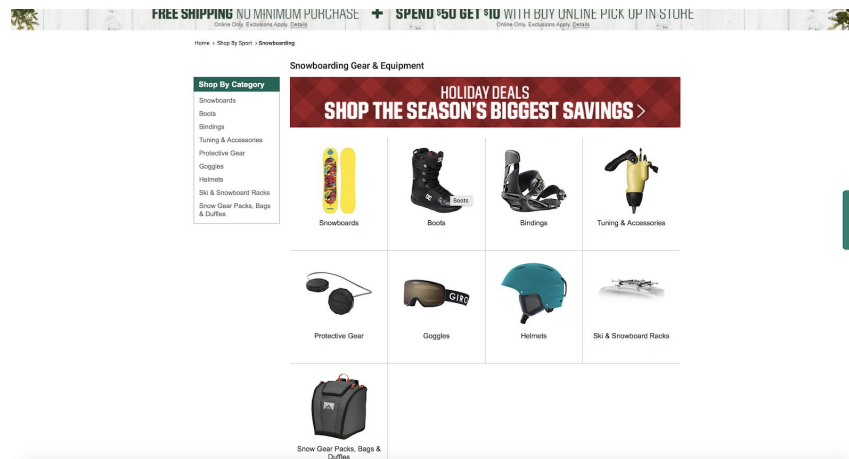 FREE SHIPPING NO MINIMUM PURCHASE + SPEND $50 GET $10 WITH BUY ONLINE PICK UP IN STORE
Online Only. Exclusions Apply. Details
Online Only. Exclusions Apply. Details
Home › Shop By Sport › Snowboarding
Snowboarding Gear & Equipment
Shop By Category
Snowboards
Boots
Bindings
Tuning & Accessories
Protective Gear
Goggles
Helmets
Ski & Snowboard Racks
Snow Gear Packs, Bags
& Duffles
HOLIDAY DEALS
SHOP THE SEASON'S BIGGEST SAVINGS >
Boots
Snowboards
Boots
Bindings
Tuning & Accessories
GIRO
Protective Gear
Goggles
Helmets
Ski & Snowboard Racks
Snow Gear Packs, Bags &
Duffles